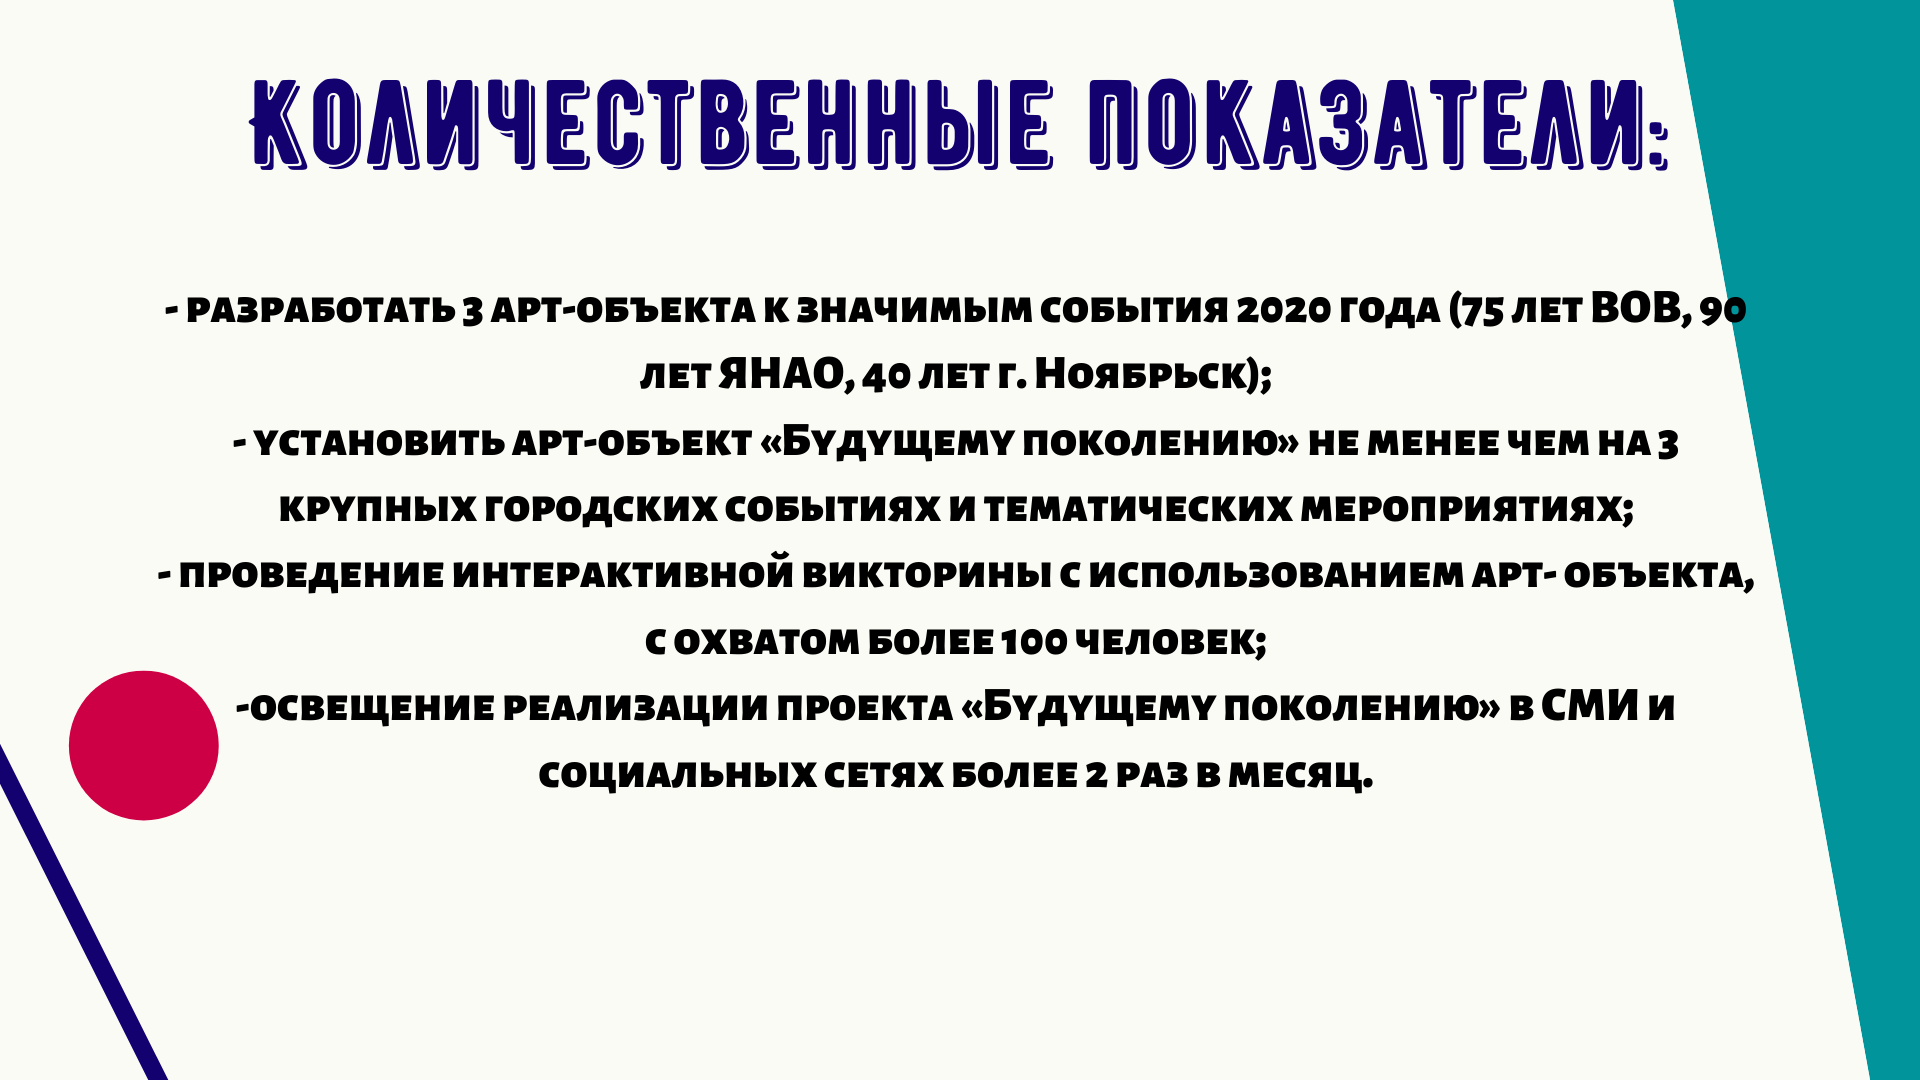 КОЛИЧЕСТВЕННЫЕ ПОКАЗАТЕЛИ:
- разработать 3 арт-объекта к значимым события 2020 года (75 лет ВОВ, 90
лет ЯНАО, 40 лет г. Ноябрьск);
- установить арт-объект «Будущему поколению» не менее чем на 3
крупных городских событиях и тематических мероприятиях;
- проведение интерактивной викторины с использованием арт- объекта,
с охватом более 100 человек;
-освещение реализации проекта «Будущему поколению» в СМИ и
социальных сетях более 2 раз в месяц.